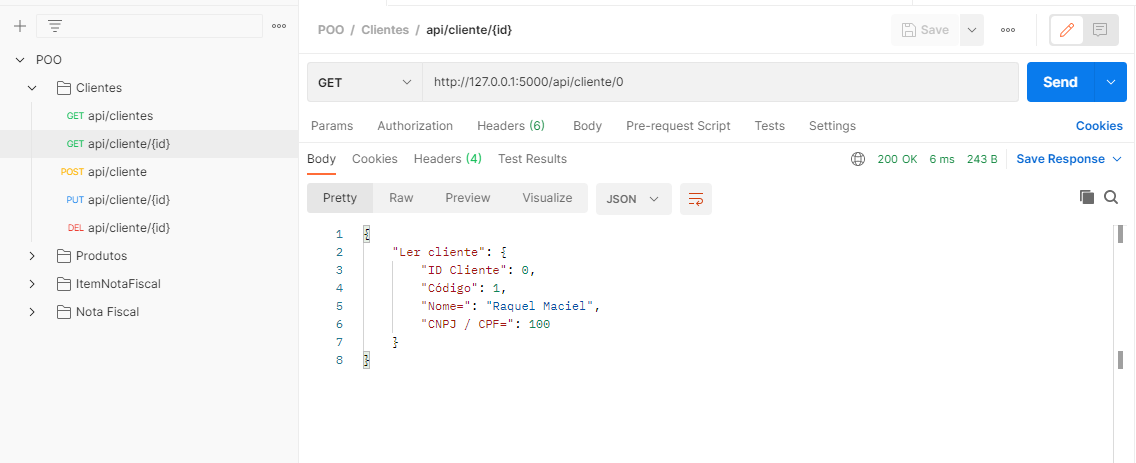 POO / Clientes / api/cliente/{id}
Save
POO
Clientes
GET api/clientes
GET api/cliente/{id}
POST api/cliente
PUT api/cliente/{id}
DEL api/cliente/{id}
Produtos
ItemNotaFiscal
Nota Fiscal
GET http://127.0.0.1:5000/api/cliente/0 Send
Params Authorization Headers (6) Body Pre-request Script Tests Settings Cookies
Body Cookies Headers (4) Test Results 200 OK 6 ms 243 B Save Response
Pretty Raw Preview Visualize JSON
1 {
2 "Ler cliente": {
3 "ID Cliente": 0,
4 "Código": 1,
5 "Nome=": "Raquel Maciel",
6 "CNPJ / CPF=": 100
7 }
8 }